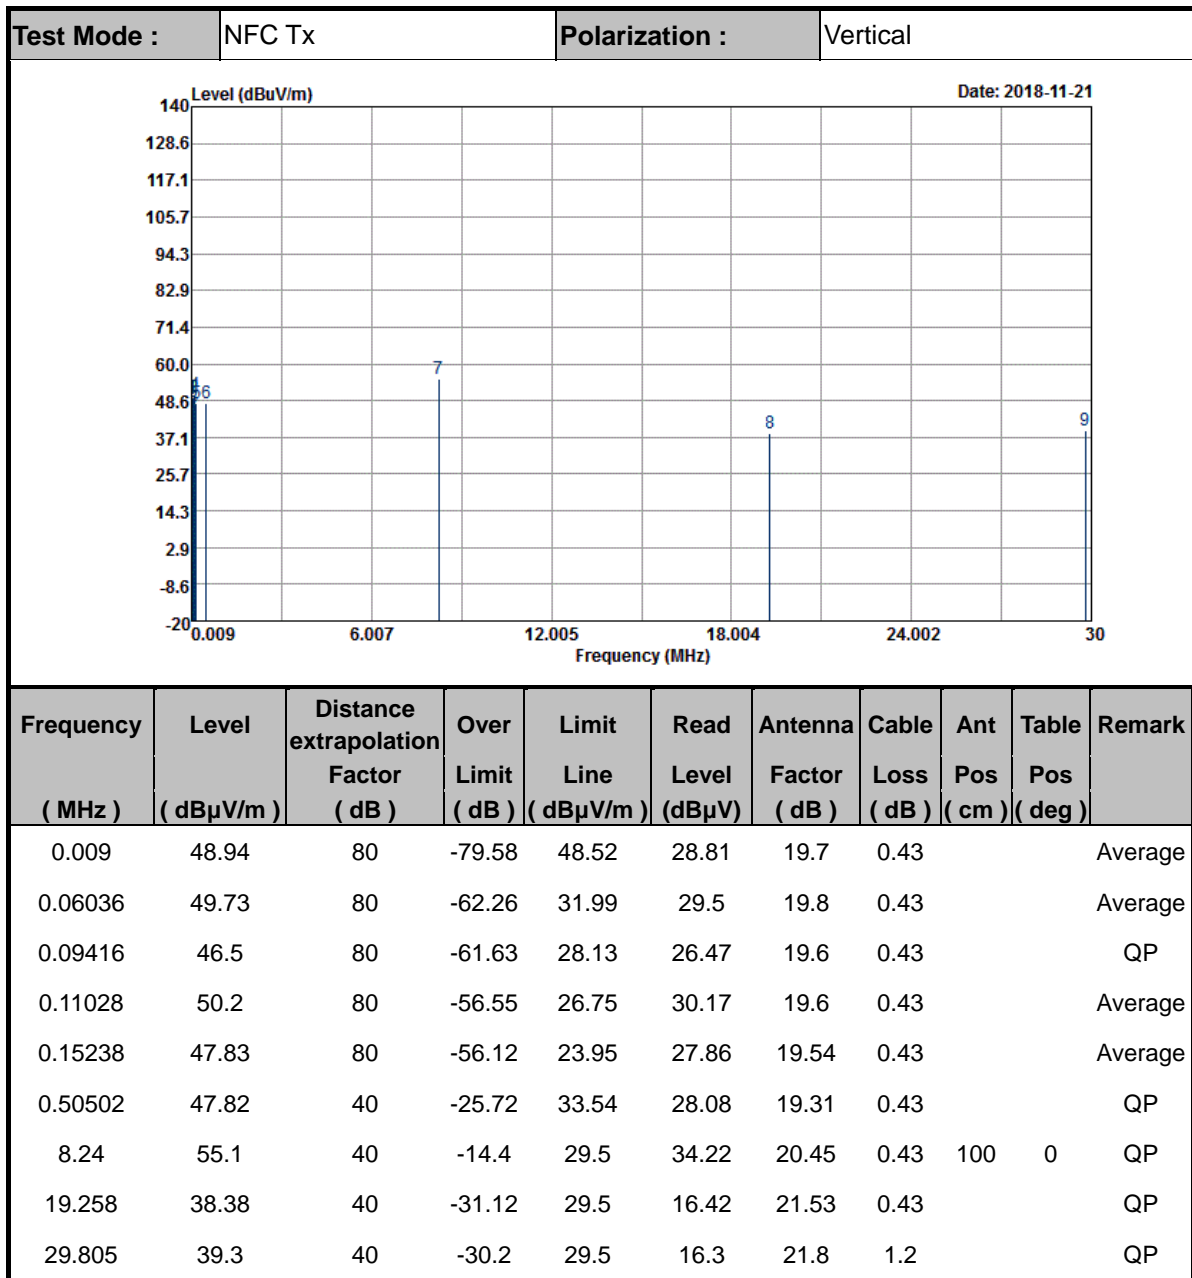 Test Mode : NFC Tx Polarization : Vertical
Level (dBuV/m) Date: 2018-11-21
140
128.6
117.1
105.7
94.3
82.9
71.4
60.0
48.6
37.1
25.7
14.3
2.9
-8.6
-20
56
7
8
9
0.009 6.007 12.005 18.004 24.002 30
Frequency (MHz)
Frequency Level Distance extrapolation Over Limit Read Antenna Cable Ant Table Remark
Factor Limit Line Level Factor Loss Pos Pos
( MHz ) ( dBµV/m ) ( dB ) ( dB ) ( dBµV/m ) (dBµV) ( dB ) ( dB ) ( cm ) ( deg )
0.009 48.94 80 -79.58 48.52 28.81 19.7 0.43 Average
0.06036 49.73 80 -62.26 31.99 29.5 19.8 0.43 Average
0.09416 46.5 80 -61.63 28.13 26.47 19.6 0.43 QP
0.11028 50.2 80 -56.55 26.75 30.17 19.6 0.43 Average
0.15238 47.83 80 -56.12 23.95 27.86 19.54 0.43 Average
0.50502 47.82 40 -25.72 33.54 28.08 19.31 0.43 QP
8.24 55.1 40 -14.4 29.5 34.22 20.45 0.43 100 0 QP
19.258 38.38 40 -31.12 29.5 16.42 21.53 0.43 QP
29.805 39.3 40 -30.2 29.5 16.3 21.8 1.2 QP